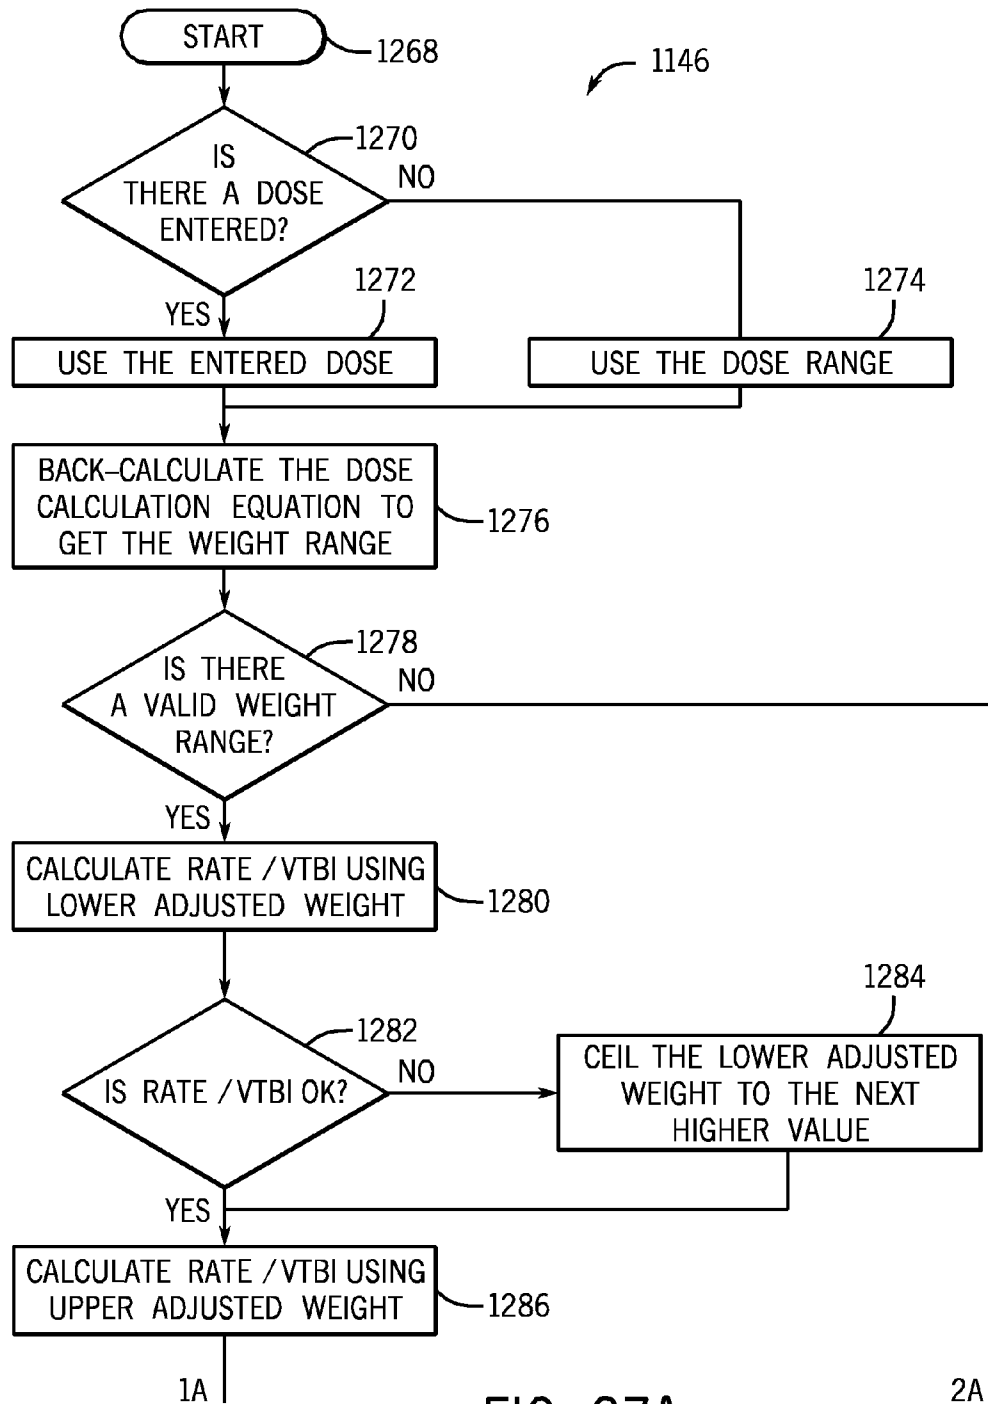 START
1268
1146
IS
THERE A DOSE
ENTERED?
1270
NO
YES
1272
USE THE ENTERED DOSE
1274
USE THE DOSE RANGE
BACK–CALCULATE THE DOSE
CALCULATION EQUATION TO
GET THE WEIGHT RANGE
1276
IS THERE
A VALID WEIGHT
RANGE?
1278
NO
YES
CALCULATE RATE /VTBI USING
LOWER ADJUSTED WEIGHT
1280
IS RATE /VTBI OK?
1282
NO
1284
CEIL THE LOWER ADJUSTED
WEIGHT TO THE NEXT
HIGHER VALUE
YES
CALCULATE RATE /VTBI USING
UPPER ADJUSTED WEIGHT
1286
1A
2A